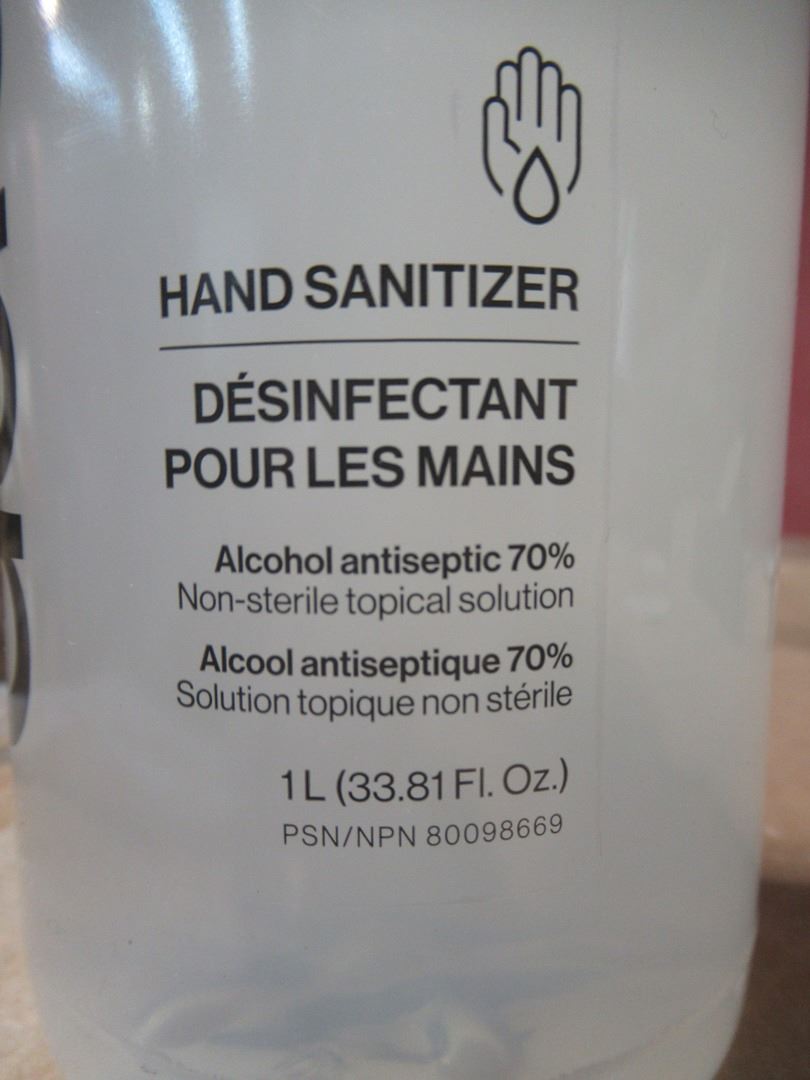 HAND SANITIZER
DÉSINFECTANT
POUR LES MAINS
Alcohol antiseptic 70%
Non-sterile topical solution
Alcool antiseptique 70%
Solution topique non stérile
1 L (33.81 Fl. Oz.)
PSN/NPN 80098669